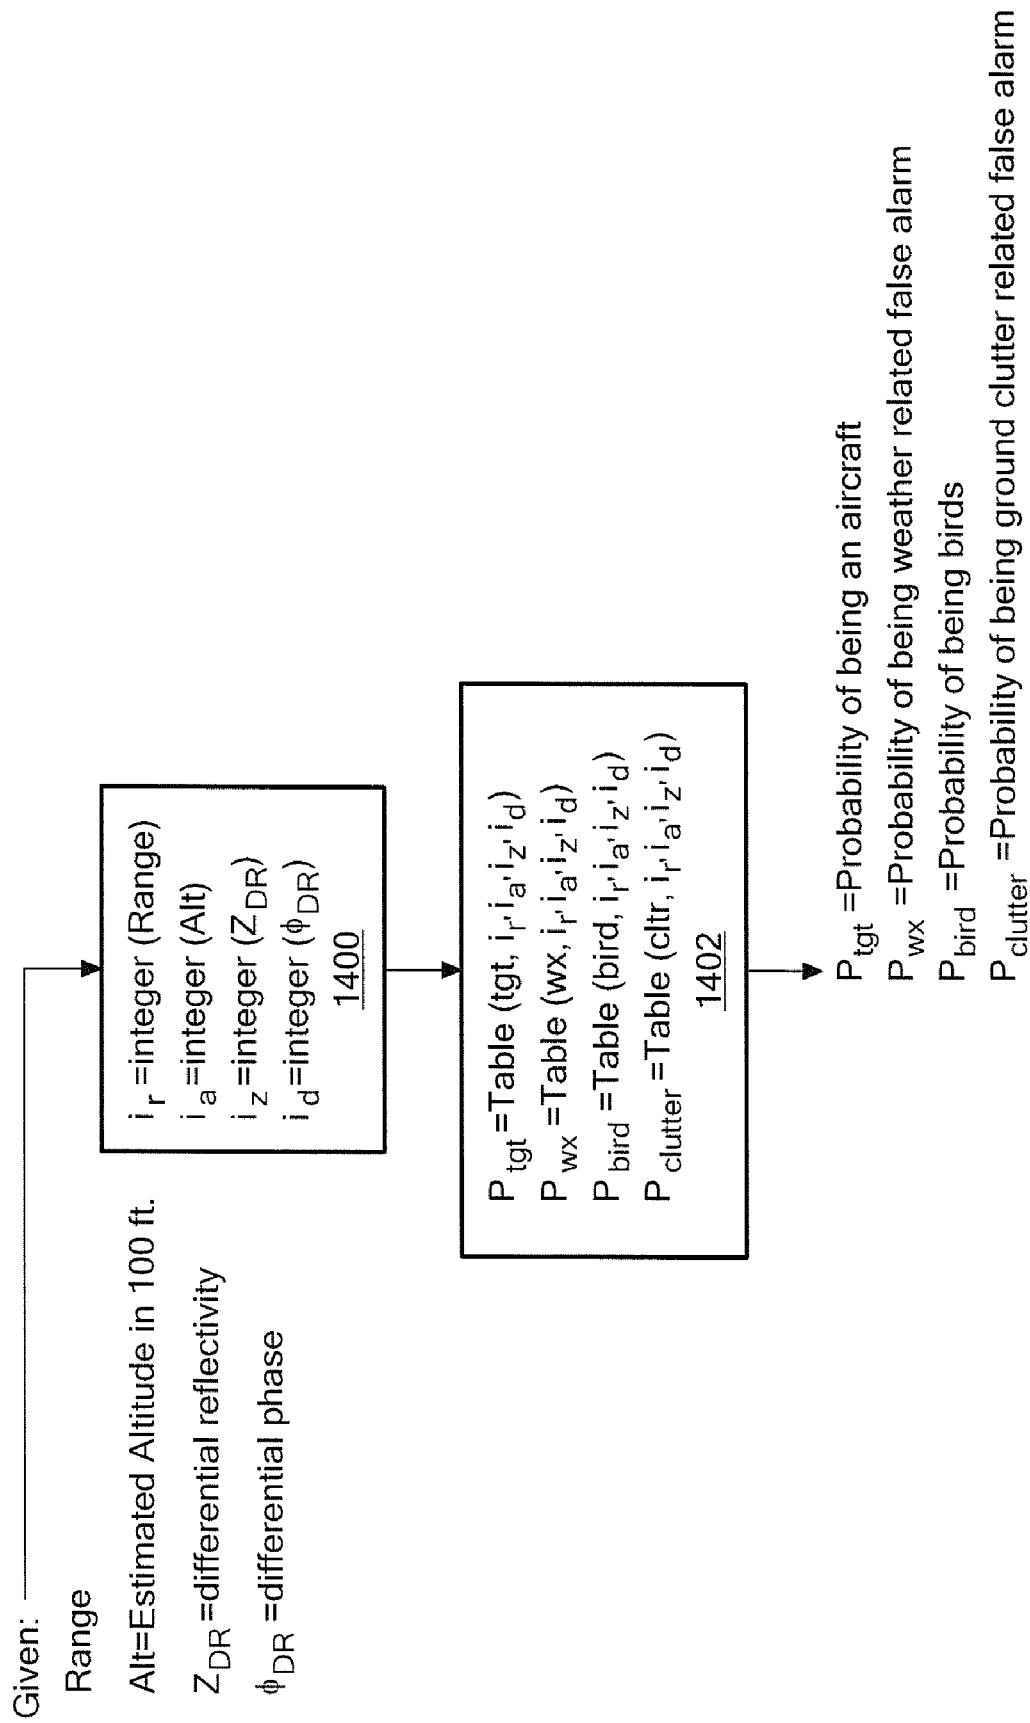 Given:
Range
Alt=Estimated Altitude in 100 ft.
Z_DR =differential reflectivity
ϕ_DR =differential phase
i_r =integer (Range)
i_a =integer (Alt)
i_z =integer (Z_DR)
i_d =integer (ϕ_DR)
1400
P_tgt =Table (tgt, i_r, i_a, i_z, i_d)
P_wx =Table (wx, i_r, i_a, i_z, i_d)
P_bird =Table (bird, i_r, i_a, i_z, i_d)
P_clutter =Table (cltr, i_r, i_a, i_z, i_d)
1402
P_tgt =Probability of being an aircraft
P_wx =Probability of being weather related false alarm
P_bird =Probability of being birds
P_clutter =Probability of being ground clutter related false alarm